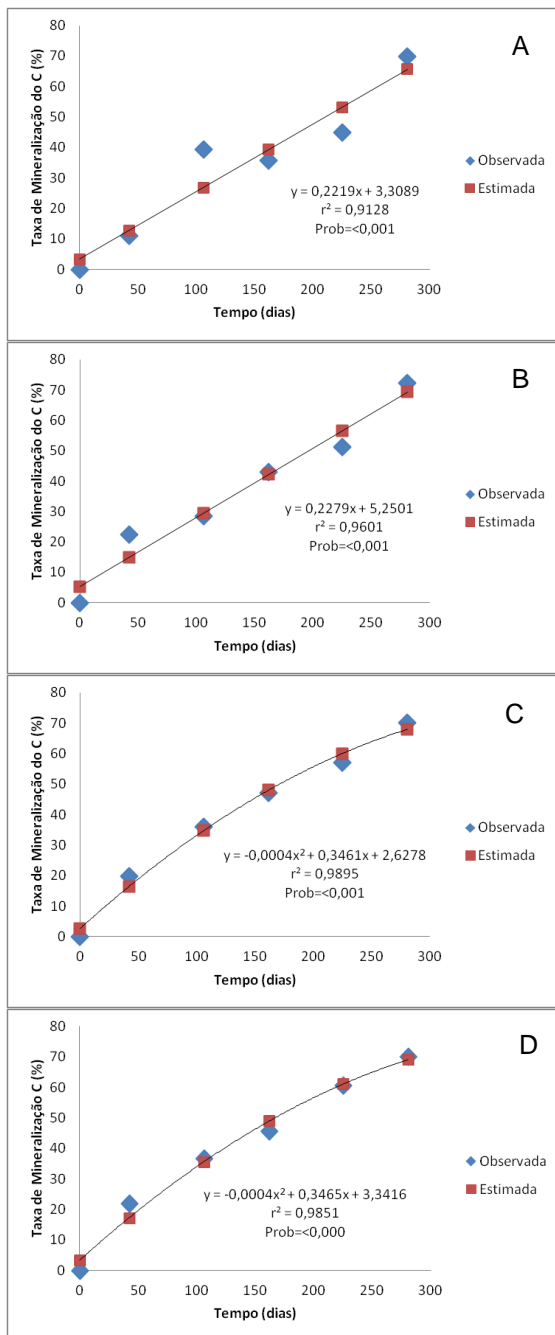 A
Taxa de Mineralização do C (%)
80
70
60
50
40
30
20
10
0
0 50 100 150 200 250 300
Tempo (dias)
y = 0,2219x + 3,3089
r² = 0,9128
Prob=<0,001
Observada
Estimada
B
Taxa de Mineralização do C (%)
80
70
60
50
40
30
20
10
0
0 50 100 150 200 250 300
Tempo (dias)
y = 0,2279x + 5,2501
r² = 0,9601
Prob=<0,001
Observada
Estimada
C
Taxa de Mineralização do C (%)
80
70
60
50
40
30
20
10
0
0 50 100 150 200 250 300
Tempo (dias)
y = -0,0004x² + 0,3461x + 2,6278
r² = 0,9895
Prob=<0,001
Observada
Estimada
D
Taxa de Mineralização C (%)
80
70
60
50
40
30
20
10
0
0 50 100 150 200 250 300
Tempo (dias)
y = -0,0004x² + 0,3465x + 3,3416
r² = 0,9851
Prob=<0,000
Observada
Estimada